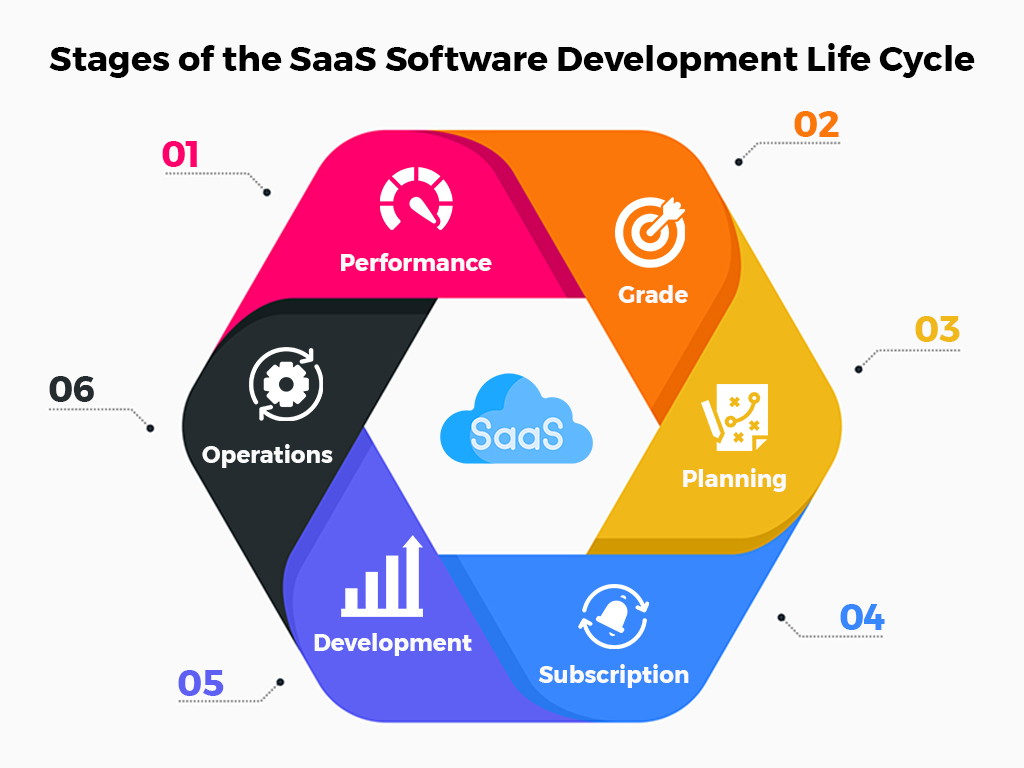 Stages of the SaaS Software Development Life Cycle
01
Performance
02
Grade
03
Planning
04
Subscription
05
Development
06
Operations
SaaS